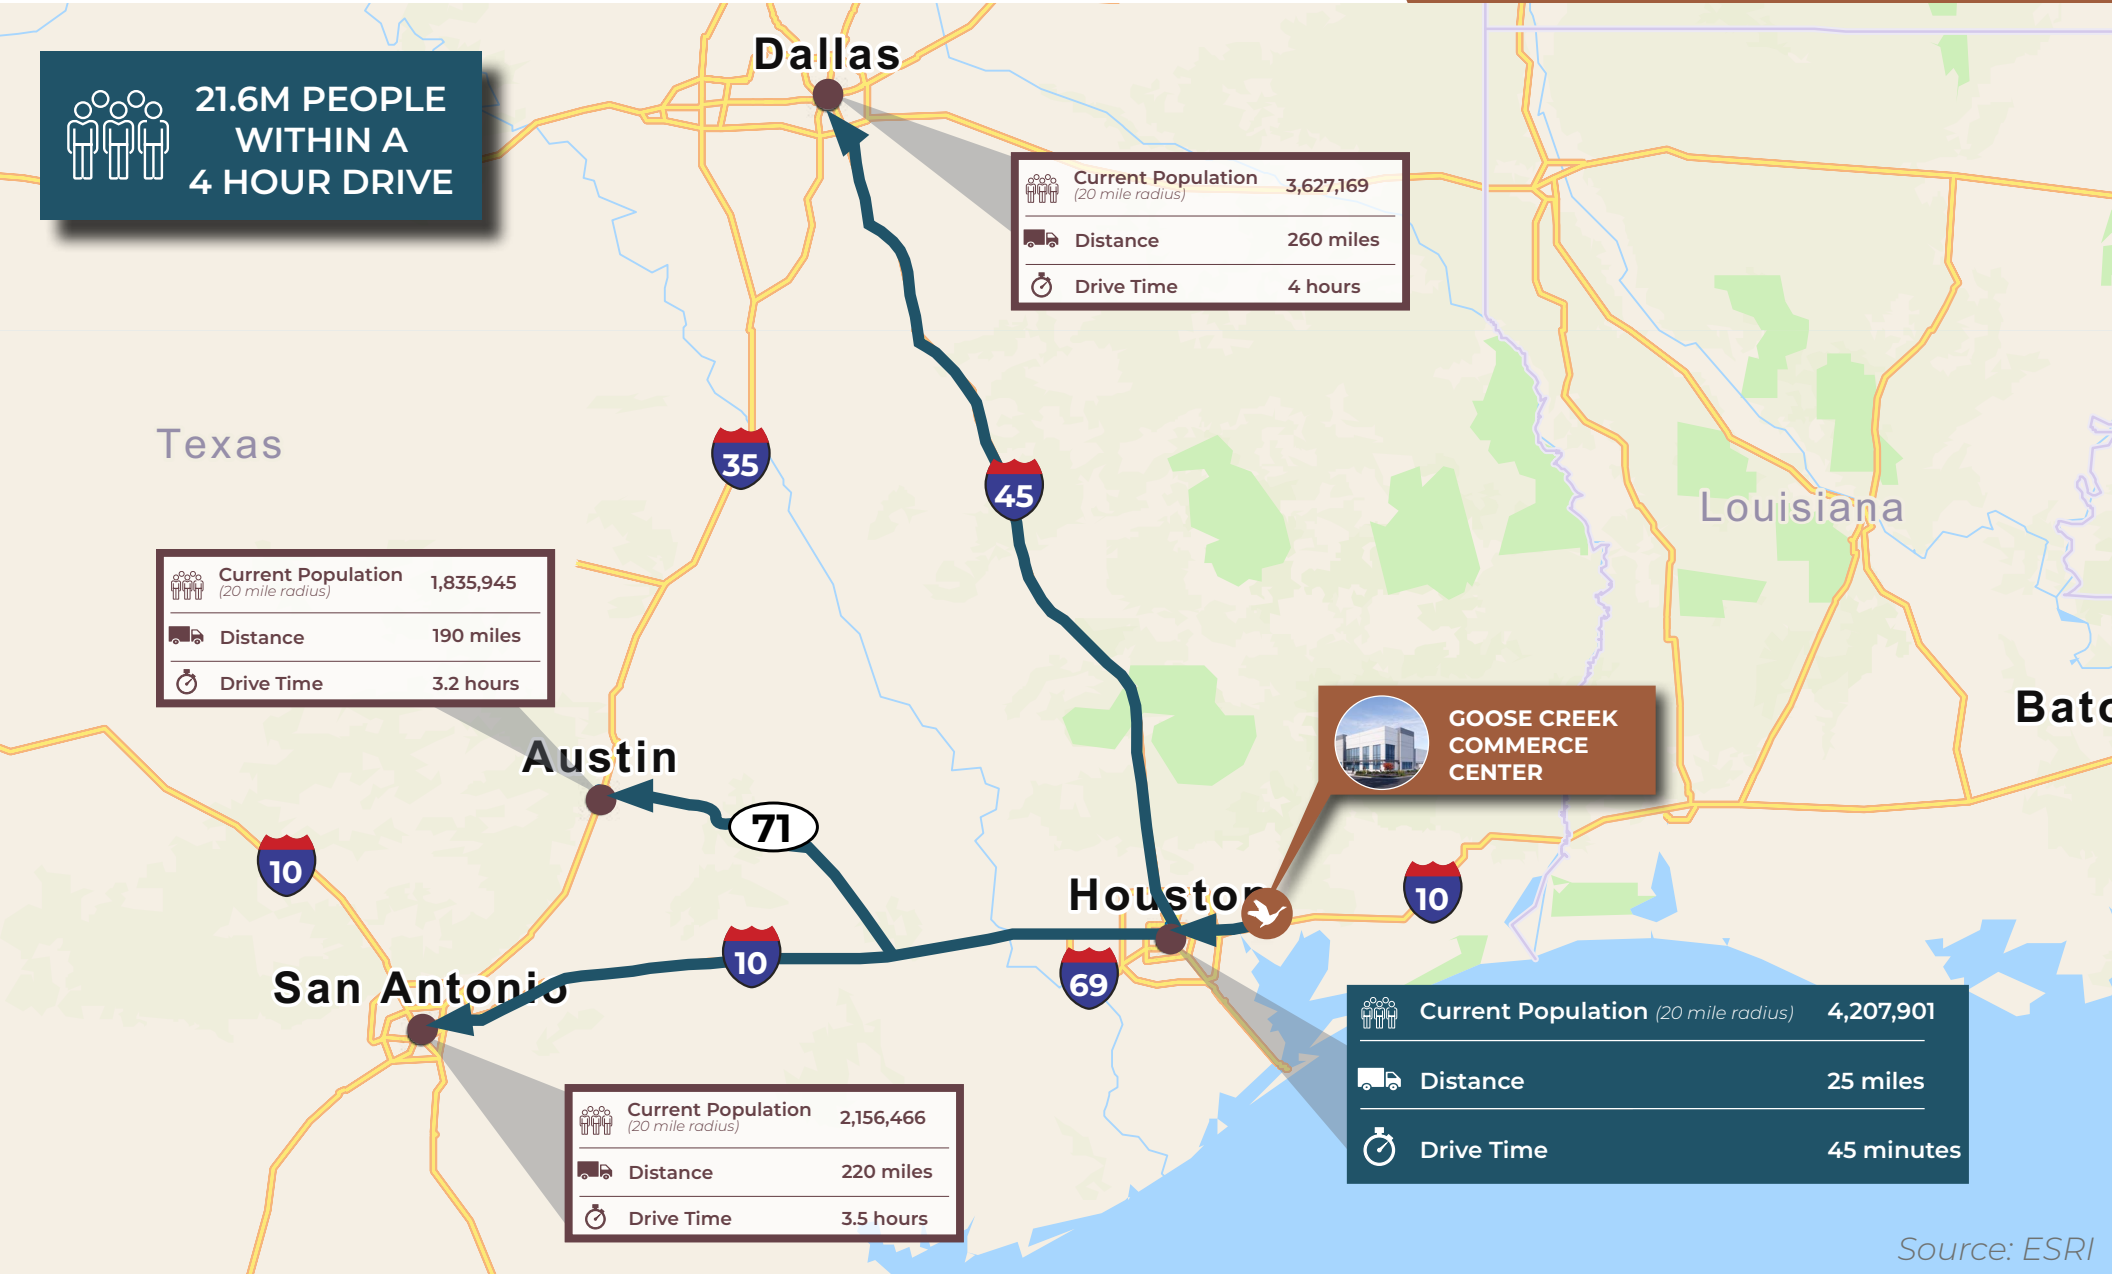 21.6M PEOPLE
WITHIN A
4 HOUR DRIVE
Dallas
Current Population 3,627,169
(20 mile radius)
Distance 260 miles
Drive Time 4 hours
Texas
35
45
Louisiana
Current Population 1,835,945
(20 mile radius)
Distance 190 miles
Drive Time 3.2 hours
Bato
GOOSE CREEK
COMMERCE
CENTER
Austin
71
10
Houston
10
San Antonio
10
69
Current Population (20 mile radius) 4,207,901
Distance 25 miles
Drive Time 45 minutes
Current Population 2,156,466
(20 mile radius)
Distance 220 miles
Drive Time 3.5 hours
Source: ESRI